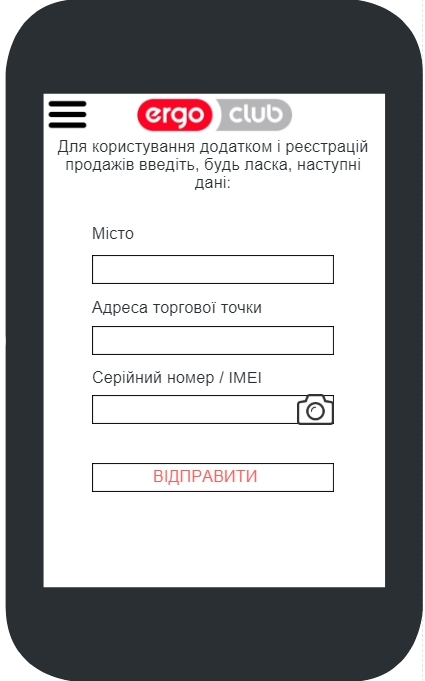 ergo club
Для користування додатком і реєстрацій
продажів введіть, будь ласка, наступні
дані:
Місто
Адреса торгової точки
Серійний номер / IMEI
ВІДПРАВИТИ